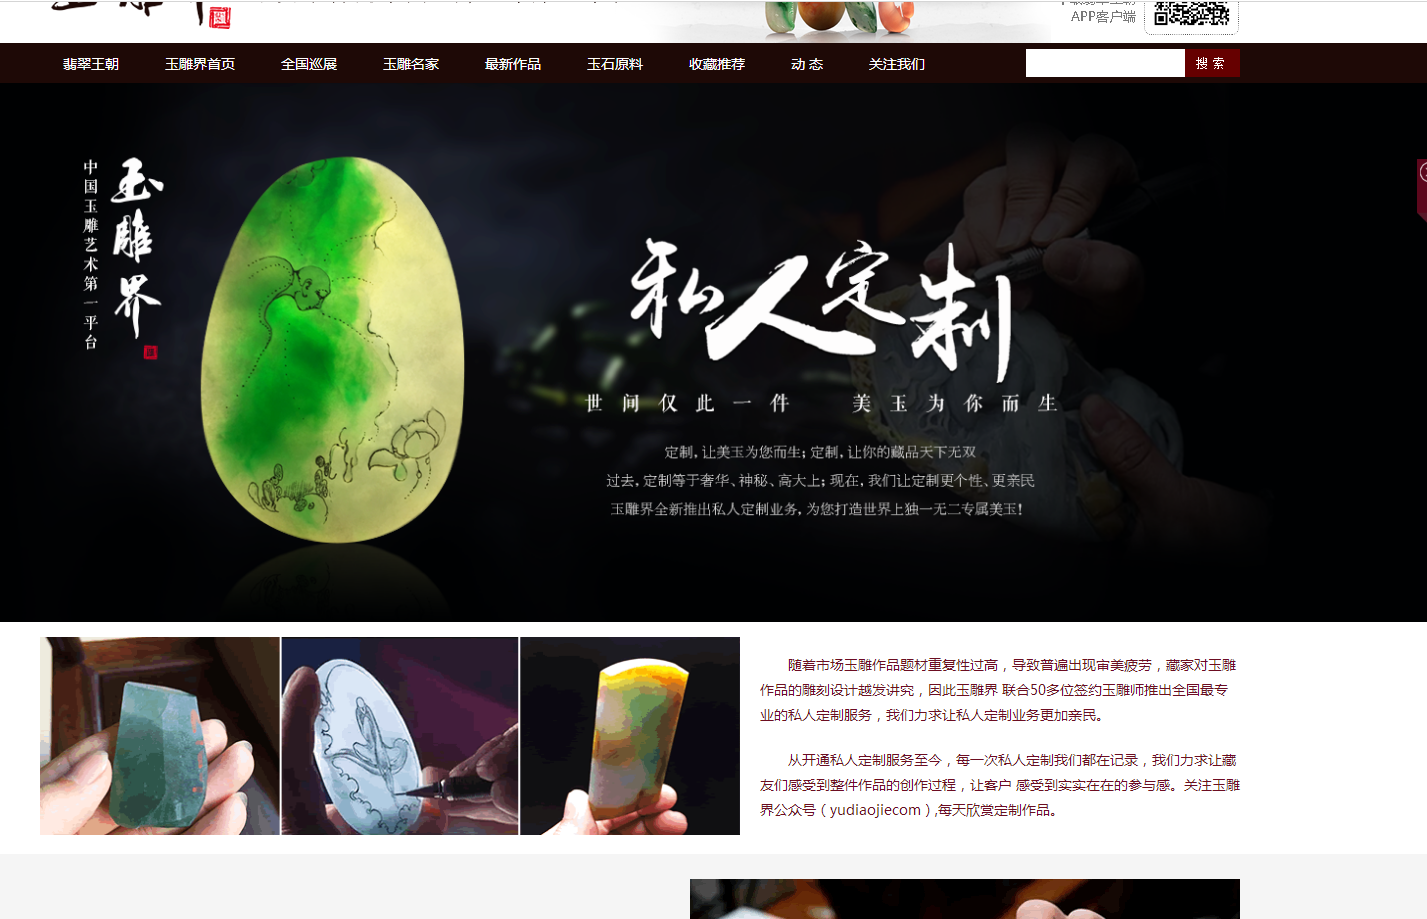 APP客户端
翡翠王朝 玉雕界首页 全国巡展 玉雕名家 最新作品 玉石原料 收藏推荐 动 态 关注我们 搜 索
中国玉雕艺术第一平台
玉雕界
私人定制
世间仅此一件 美玉为你而生
定制，让美玉为您而生；定制，让你的藏品天下无双
过去，定制等于奢华、神秘、高大上；现在，我们让定制更个性、更亲民
玉雕界全新推出私人定制业务，为您打造世界上独一无二专属美玉！
随着市场玉雕作品题材重复性过高，导致普遍出现审美疲劳，藏家对玉雕
作品的雕刻设计越发讲究，因此玉雕界 联合50多位签约玉雕师推出全国最专
业的私人定制服务，我们力求让私人定制业务更加亲民。
从开通私人定制服务至今，每一次私人定制我们都在记录，我们力求让藏
友们感受到整件作品的创作过程，让客户 感受到实实在在的参与感。关注玉雕
界公众号（yudiaojiecom）,每天欣赏定制作品。